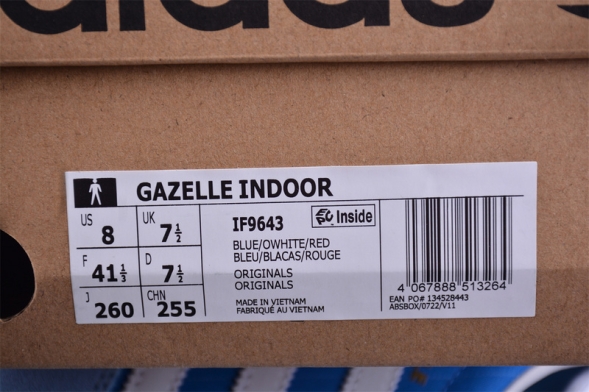 adidas
GAZELLE INDOOR
US 8 UK 7½
F 41⅓ D 7½
J 260 CHN 255
IF9643
Inside
BLUE/OWHITE/RED
BLEU/BLACAS/ROUGE
ORIGINALS
ORIGINALS
MADE IN VIETNAM
FABRIQUÉ AU VIETNAM
4 067888 513264
EAN PO# 134528443
ABSBOX/0722/V11